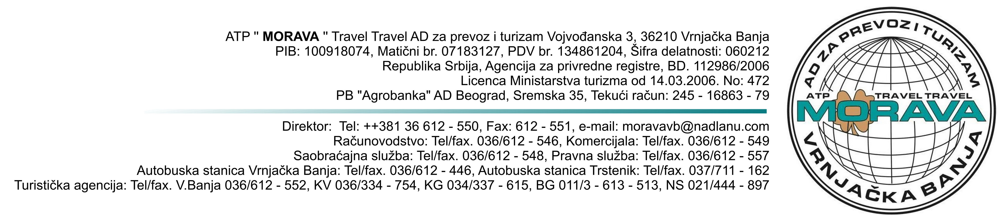 ATP " MORAVA " Travel Travel AD za prevoz i turizam Vojvođanska 3, 36210 Vrnjačka Banja
PIB: 100918074, Matični br. 07183127, PDV br. 134861204, Šifra delatnosti: 060212
Republika Srbija, Agencija za privredne registre, BD. 112986/2006
Licenca Ministarstva turizma od 14.03.2006. No: 472
PB "Agrobanka" AD Beograd, Sremska 35, Tekući račun: 245 - 16863 - 79
Direktor:  Tel: ++381 36 612 - 550, Fax: 612 - 551, e-mail: moravavb@nadlanu.com
Računovodstvo: Tel/fax. 036/612 - 546, Komercijala: Tel/fax. 036/612 - 549
Saobraćajna služba: Tel/fax. 036/612 - 548, Pravna služba: Tel/fax. 036/612 - 557
Autobuska stanica Vrnjačka Banja: Tel/fax. 036/612 - 446, Autobuska stanica Trstenik: Tel/fax. 037/711 - 162
Turistička agencija: Tel/fax. V.Banja 036/612 - 552, KV 036/334 - 754, KG 034/337 - 615, BG 011/3 - 613 - 513, NS 021/444 - 897
AD ZA PREVOZ I TURIZAM
ATP TRAVEL TRAVEL
MORAVA
VRNJAČKA BANJA